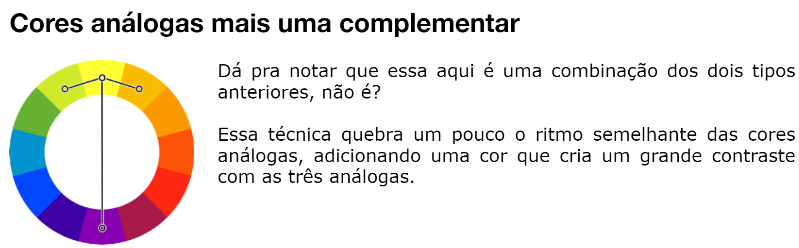 Cores análogas mais uma complementar
Dá pra notar que essa aqui é uma combinação dos dois tipos
anteriores, não é?
Essa técnica quebra um pouco o ritmo semelhante das cores
análogas, adicionando uma cor que cria um grande contraste
com as três análogas.